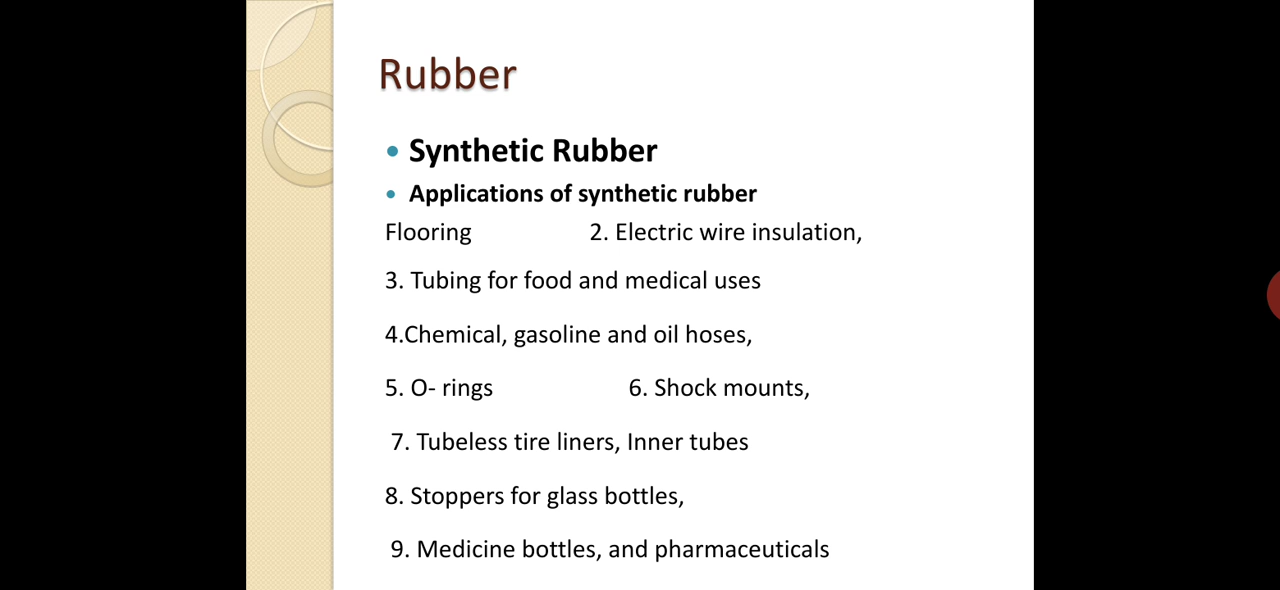 Rubber
• Synthetic Rubber
• Applications of synthetic rubber
Flooring 2. Electric wire insulation,
3. Tubing for food and medical uses
4.Chemical, gasoline and oil hoses,
5. O- rings 6. Shock mounts,
7. Tubeless tire liners, Inner tubes
8. Stoppers for glass bottles,
9. Medicine bottles, and pharmaceuticals